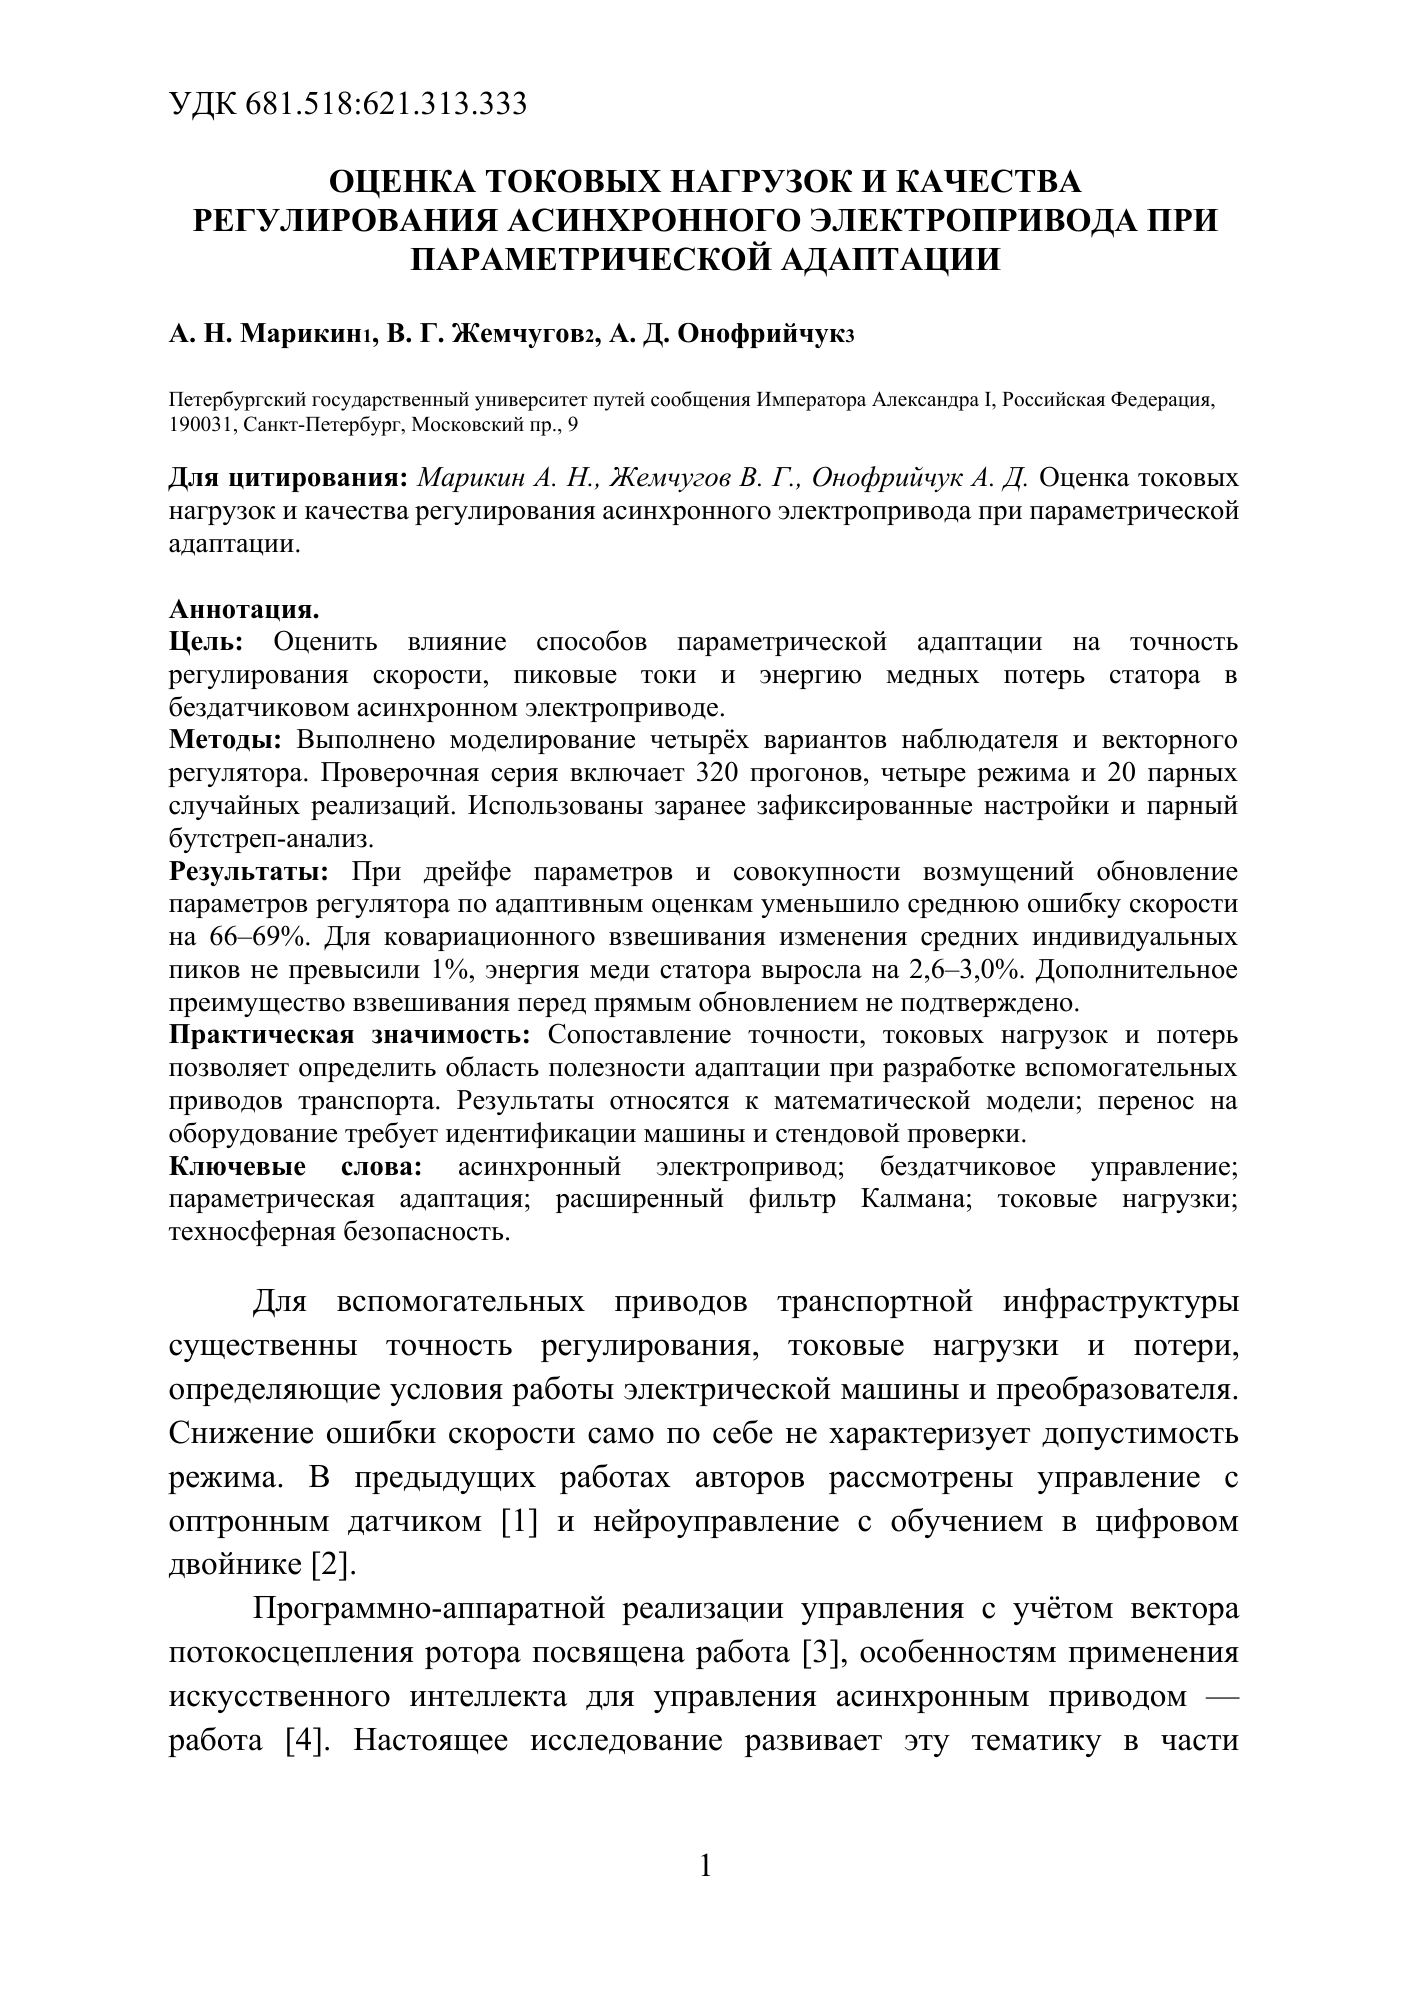 УДК 681.518:621.313.333
ОЦЕНКА ТОКОВЫХ НАГРУЗОК И КАЧЕСТВА
РЕГУЛИРОВАНИЯ АСИНХРОННОГО ЭЛЕКТРОПРИВОДА ПРИ
ПАРАМЕТРИЧЕСКОЙ АДАПТАЦИИ
А. Н. Марикин1, В. Г. Жемчугов2, А. Д. Онофрийчук3
Петербургский государственный университет путей сообщения Императора Александра I, Российская Федерация,
190031, Санкт-Петербург, Московский пр., 9
Для цитирования: Марикин А. Н., Жемчугов В. Г., Онофрийчук А. Д. Оценка токовых
нагрузок и качества регулирования асинхронного электропривода при параметрической
адаптации.
Аннотация.
Цель: Оценить влияние способов параметрической адаптации на точность
регулирования скорости, пиковые токи и энергию медных потерь статора в
бездатчиковом асинхронном электроприводе.
Методы: Выполнено моделирование четырёх вариантов наблюдателя и векторного
регулятора. Проверочная серия включает 320 прогонов, четыре режима и 20 парных
случайных реализаций. Использованы заранее зафиксированные настройки и парный
бутстреп-анализ.
Результаты: При дрейфе параметров и совокупности возмущений обновление
параметров регулятора по адаптивным оценкам уменьшило среднюю ошибку скорости
на 66–69%. Для ковариационного взвешивания изменения средних индивидуальных
пиков не превысили 1%, энергия меди статора выросла на 2,6–3,0%. Дополнительное
преимущество взвешивания перед прямым обновлением не подтверждено.
Практическая значимость: Сопоставление точности, токовых нагрузок и потерь
позволяет определить область полезности адаптации при разработке вспомогательных
приводов транспорта. Результаты относятся к математической модели; перенос на
оборудование требует идентификации машины и стендовой проверки.
Ключевые слова: асинхронный электропривод; бездатчиковое управление;
параметрическая адаптация; расширенный фильтр Калмана; токовые нагрузки;
техносферная безопасность.
Для вспомогательных приводов транспортной инфраструктуры
существенны точность регулирования, токовые нагрузки и потери,
определяющие условия работы электрической машины и преобразователя.
Снижение ошибки скорости само по себе не характеризует допустимость
режима. В предыдущих работах авторов рассмотрены управление с
оптронным датчиком [1] и нейроуправление с обучением в цифровом
двойнике [2].
Программно-аппаратной реализации управления с учётом вектора
потокосцепления ротора посвящена работа [3], особенностям применения
искусственного интеллекта для управления асинхронным приводом —
работа [4]. Настоящее исследование развивает эту тематику в части
1